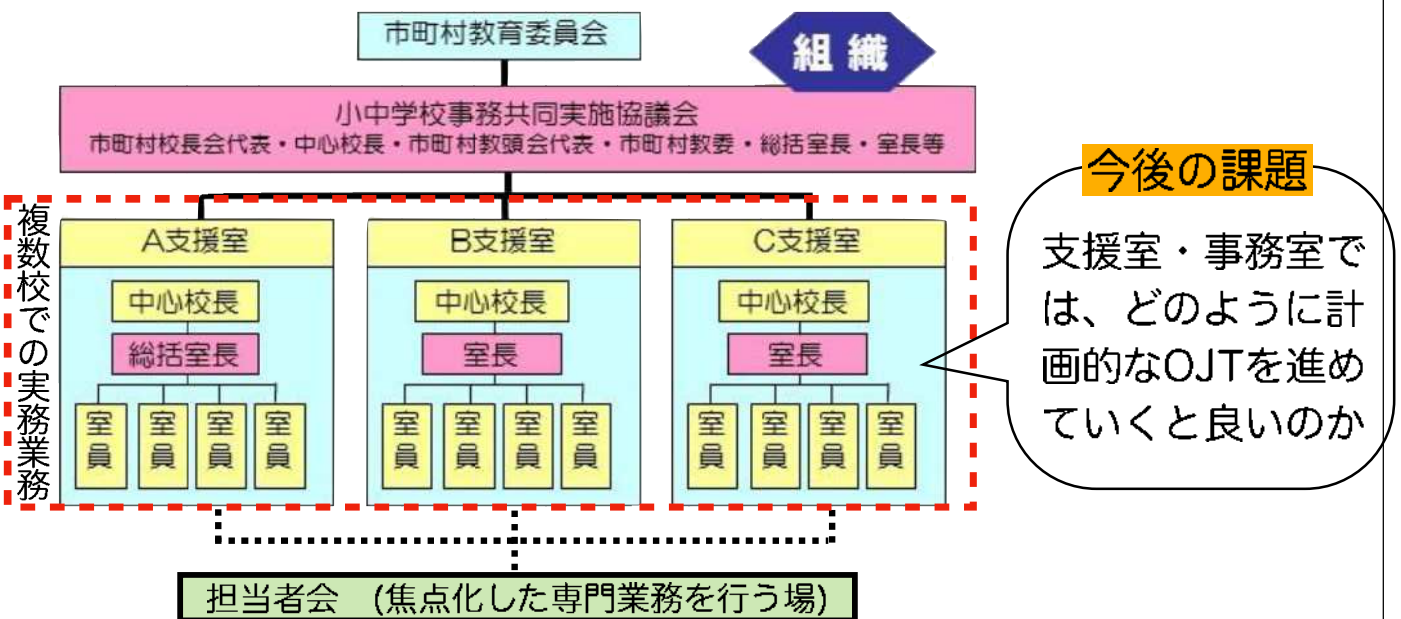 市町村教育委員会
組織
小中学校事務共同実施協議会
市町村校長会代表・中心校長・市町村教頭会代表・市町村教委・総括室長・室長等
複数校での実務業務
A支援室
中心校長
総括室長
室員
室員
室員
室員
B支援室
中心校長
室長
室員
室員
室員
室員
C支援室
中心校長
室長
室員
室員
室員
室員
今後の課題
支援室・事務室で
は、どのように計
画的なOJTを進め
ていくと良いのか
担当者会 (焦点化した専門業務を行う場)